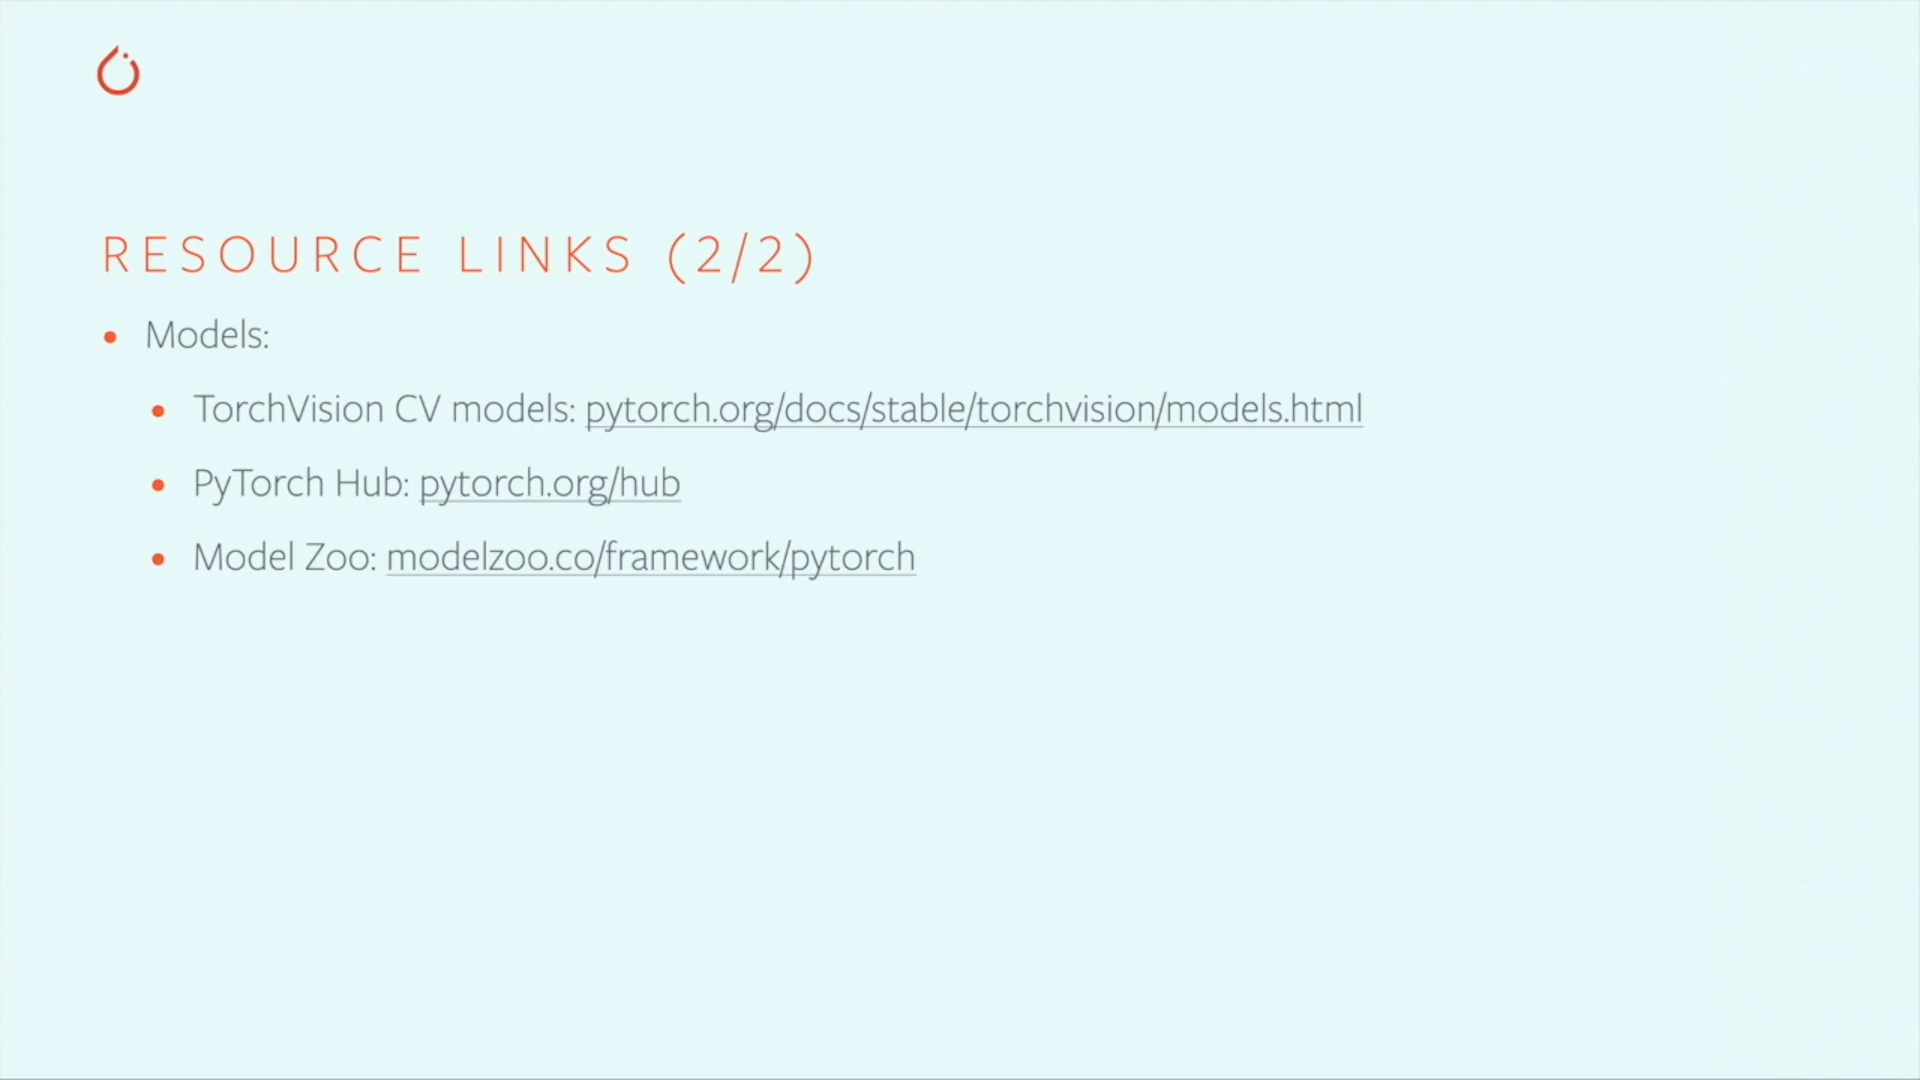 RESOURCE LINKS (2/2)
Models:
TorchVision CV models: pytorch.org/docs/stable/torchvision/models.html
PyTorch Hub: pytorch.org/hub
Model Zoo: modelzoo.co/framework/pytorch